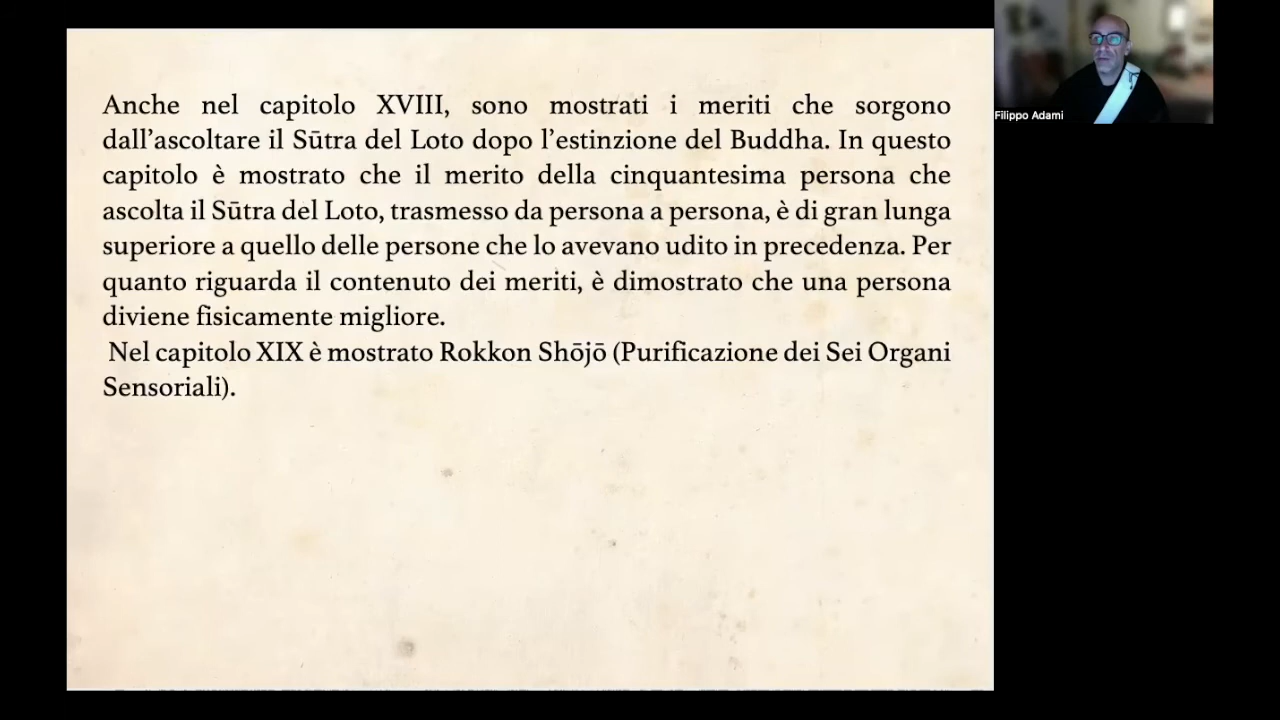 Anche nel capitolo XVIII, sono mostrati i meriti che sorgono
dall’ascoltare il Sūtra del Loto dopo l’estinzione del Buddha. In questo
capitolo è mostrato che il merito della cinquantesima persona che
ascolta il Sūtra del Loto, trasmesso da persona a persona, è di gran lunga
superiore a quello delle persone che lo avevano udito in precedenza. Per
quanto riguarda il contenuto dei meriti, è dimostrato che una persona
diviene fisicamente migliore.
Nel capitolo XIX è mostrato Rokkon Shōjō (Purificazione dei Sei Organi
Sensoriali).
Filippo Adami